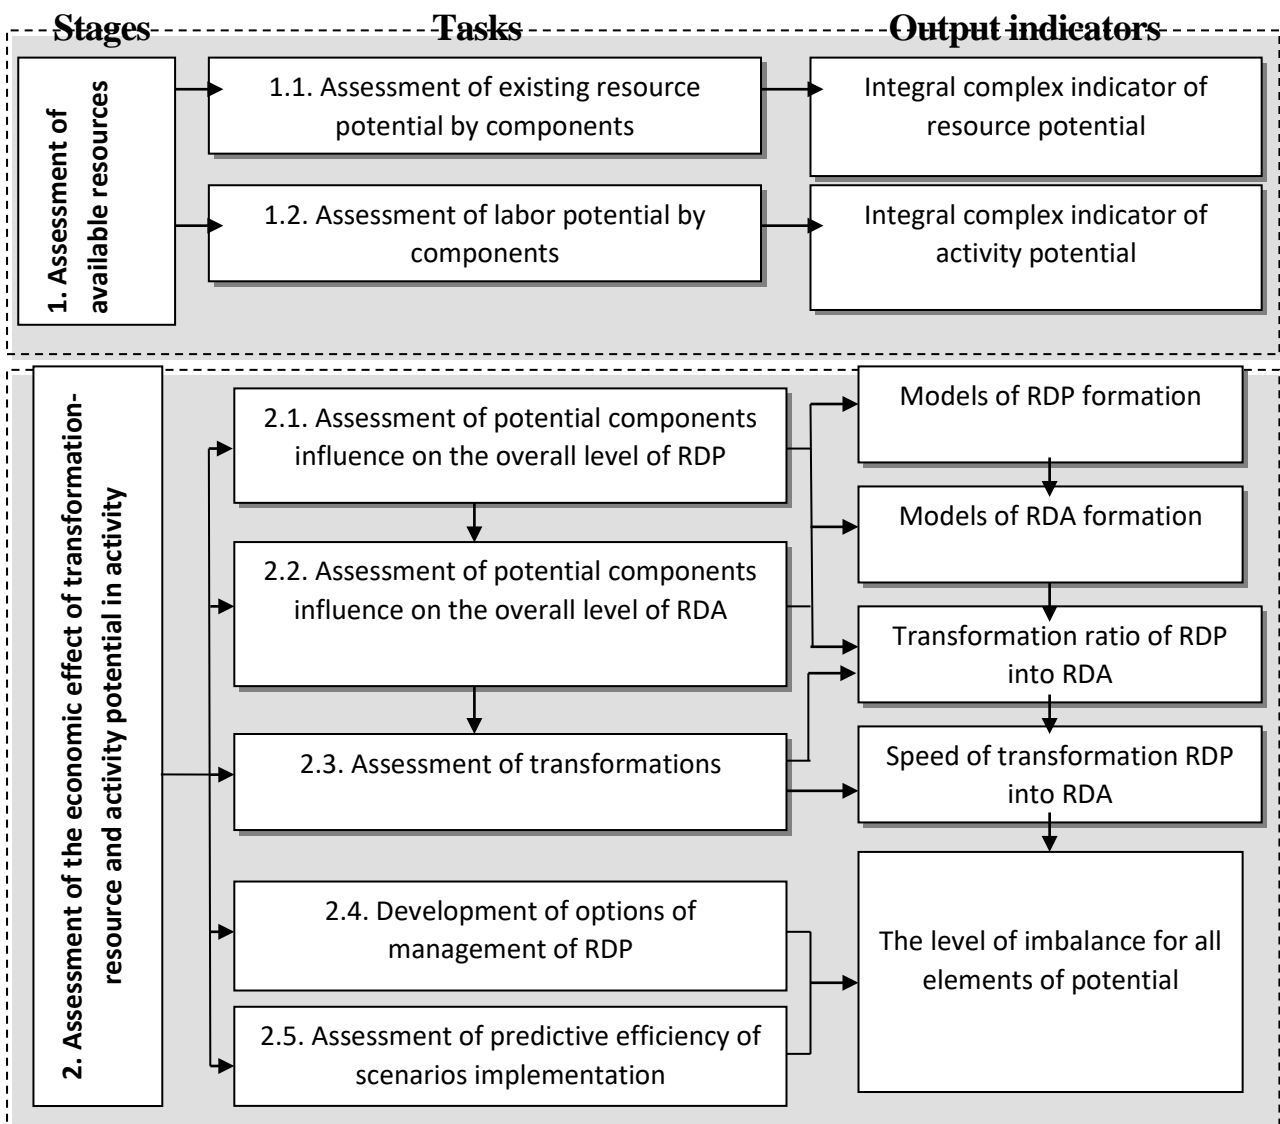 Stages
Tasks
Output indicators
1. Assessment of
available resources
1.1. Assessment of existing resource
potential by components
Integral complex indicator of
resource potential
1.2. Assessment of labor potential by
components
Integral complex indicator of
activity potential
2. Assessment of the economic effect of transformation-
resource and activity potential in activity
2.1. Assessment of potential components
influence on the overall level of RDP
Models of RDP formation
2.2. Assessment of potential components
influence on the overall level of RDA
Models of RDA formation
Transformation ratio of RDP
into RDA
2.3. Assessment of transformations
Speed of transformation RDP
into RDA
2.4. Development of options of
management of RDP
The level of imbalance for all
elements of potential
2.5. Assessment of predictive efficiency of
scenarios implementation